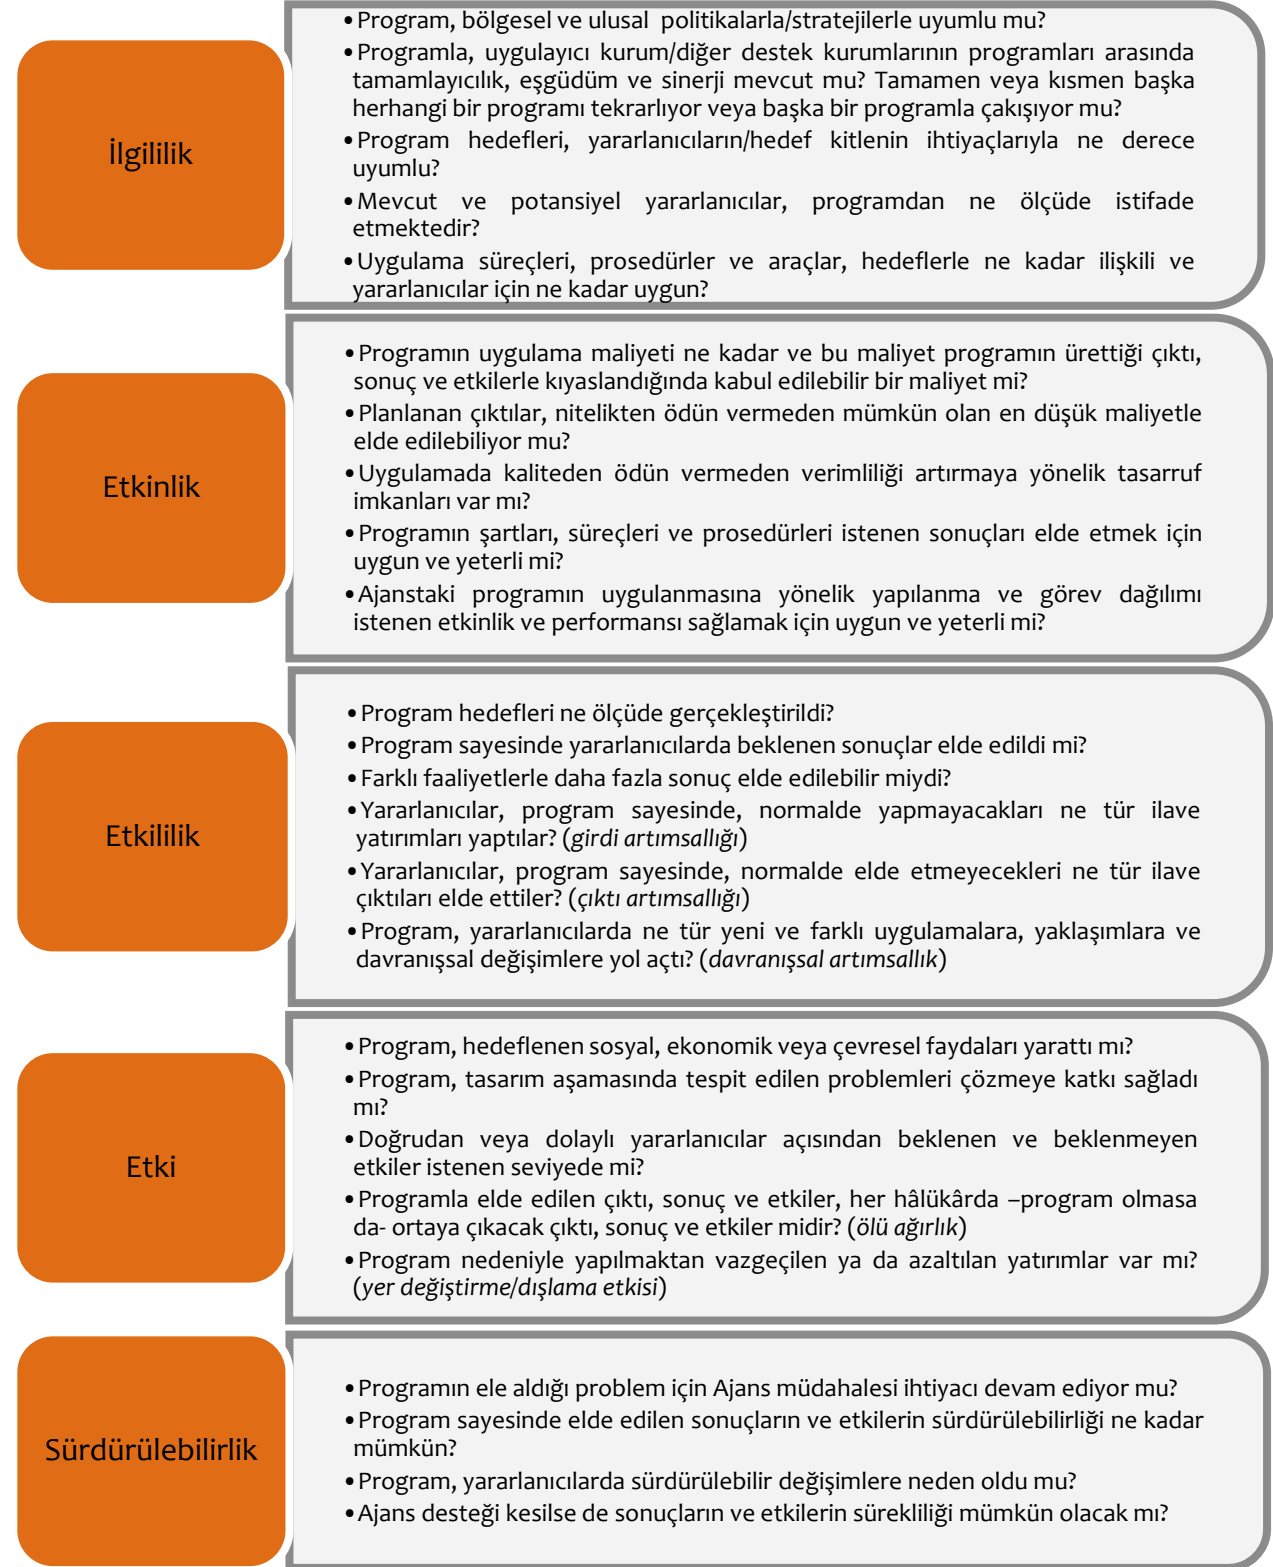 İlgililik
•Program, bölgesel ve ulusal politikalarla/stratejilerle uyumlu mu?
•Programla, uygulayıcı kurum/diğer destek kurumlarının programları arasında
tamamlayıcılık, eşgüdüm ve sinerji mevcut mu? Tamamen veya kısmen başka
herhangi bir programı tekrarlıyor veya başka bir programla çakışıyor mu?
•Program hedefleri, yararlanıcıların/hedef kitlenin ihtiyaçlarıyla ne derece
uyumlu?
•Mevcut ve potansiyel yararlanıcılar, programdan ne ölçüde istifade
etmektedir?
•Uygulama süreçleri, prosedürler ve araçlar, hedeflerle ne kadar ilişkili ve
yararlanıcılar için ne kadar uygun?
Etkinlik
•Programın uygulama maliyeti ne kadar ve bu maliyet programın ürettiği çıktı,
sonuç ve etkilerle kıyaslandığında kabul edilebilir bir maliyet mi?
•Planlanan çıktılar, nitelikten ödün vermeden mümkün olan en düşük maliyetle
elde edilebiliyor mu?
•Uygulamada kaliteden ödün vermeden verimliliği artırmaya yönelik tasarruf
imkanları var mı?
•Programın şartları, süreçleri ve prosedürleri istenen sonuçları elde etmek için
uygun ve yeterli mi?
•Ajanstaki programın uygulanmasına yönelik yapılanma ve görev dağılımı
istenen etkinlik ve performansı sağlamak için uygun ve yeterli mi?
Etkililik
•Program hedefleri ne ölçüde gerçekleştirildi?
•Program sayesinde yararlanıcılarda beklenen sonuçlar elde edildi mi?
•Farklı faaliyetlerle daha fazla sonuç elde edilebilir miydi?
•Yararlanıcılar, program sayesinde, normalde yapmayacakları ne tür ilave
yatırımları yaptılar? (girdi artımsallığı)
•Yararlanıcılar, program sayesinde, normalde elde etmeyecekleri ne tür ilave
çıktıları elde ettiler? (çıktı artımsallığı)
•Program, yararlanıcılarda ne tür yeni ve farklı uygulamalara, yaklaşımlara ve
davranışsal değişimlere yol açtı? (davranışsal artımsallık)
Etki
•Program, hedeflenen sosyal, ekonomik veya çevresel faydaları yarattı mı?
•Program, tasarım aşamasında tespit edilen problemleri çözmeye katkı sağladı
mı?
•Doğrudan veya dolaylı yararlanıcılar açısından beklenen ve beklenmeyen
etkiler istenen seviyede mi?
•Programla elde edilen çıktı, sonuç ve etkiler, her hâlükârda –program olmasa
da- ortaya çıkacak çıktı, sonuç ve etkiler midir? (ölü ağırlık)
•Program nedeniyle yapılmaktan vazgeçilen ya da azaltılan yatırımlar var mı?
(yer değiştirme/dışlama etkisi)
Sürdürülebilirlik
•Programın ele aldığı problem için Ajans müdahalesi ihtiyacı devam ediyor mu?
•Program sayesinde elde edilen sonuçların ve etkilerin sürdürülebilirliği ne kadar
mümkün?
•Program, yararlanıcılarda sürdürülebilir değişimlere neden oldu mu?
•Ajans desteği kesilse de sonuçların ve etkilerin sürekliliği mümkün olacak mı?